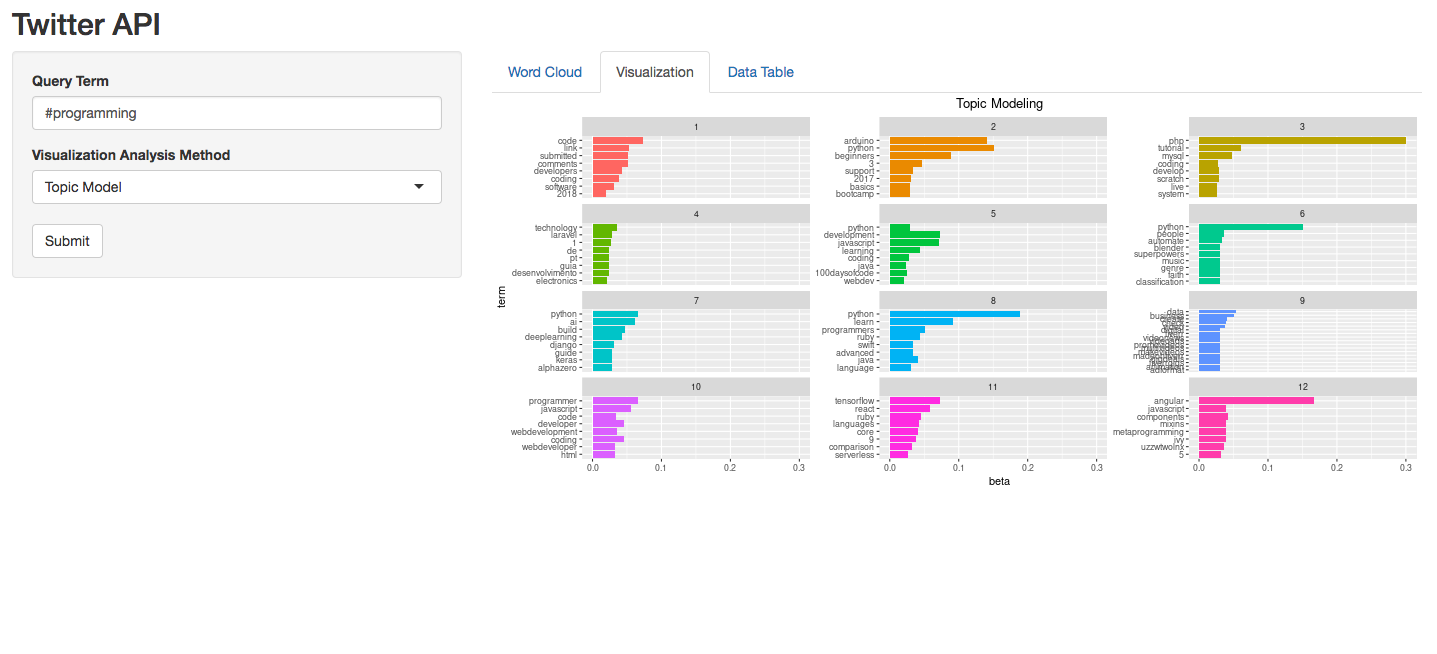 Twitter API
Query Term
#programming
Visualization Analysis Method
Topic Model
Submit
Word Cloud
Visualization
Data Table
Topic Modeling
term
1
code
link
submitted
comments
developers
coding
software
2018
2
arduino
python
beginners
3
support
2017
basics
bootcamp
3
php
tutorial
mysql
coding
develop
scratch
live
system
4
technology
laravel
1
de
pt
guia
desenvolvimento
electronics
5
python
development
javascript
learning
coding
java
100daysofcode
webdev
6
python
people
automate
blender
superpowers
music
genre
faith
classification
7
python
ai
build
deeplearning
django
guide
keras
alphazero
8
python
learn
programmers
ruby
swift
advanced
java
language
9
data
business
digital
10
programmer
javascript
code
developer
webdevelopment
coding
webdeveloper
html
11
tensorflow
react
ruby
languages
core
9
comparison
serverless
12
angular
javascript
components
mixins
metaprogramming
ivy
uzzwtwolnx
5
0.0 0.1 0.2 0.3
0.0 0.1 0.2 0.3
0.0 0.1 0.2 0.3
beta